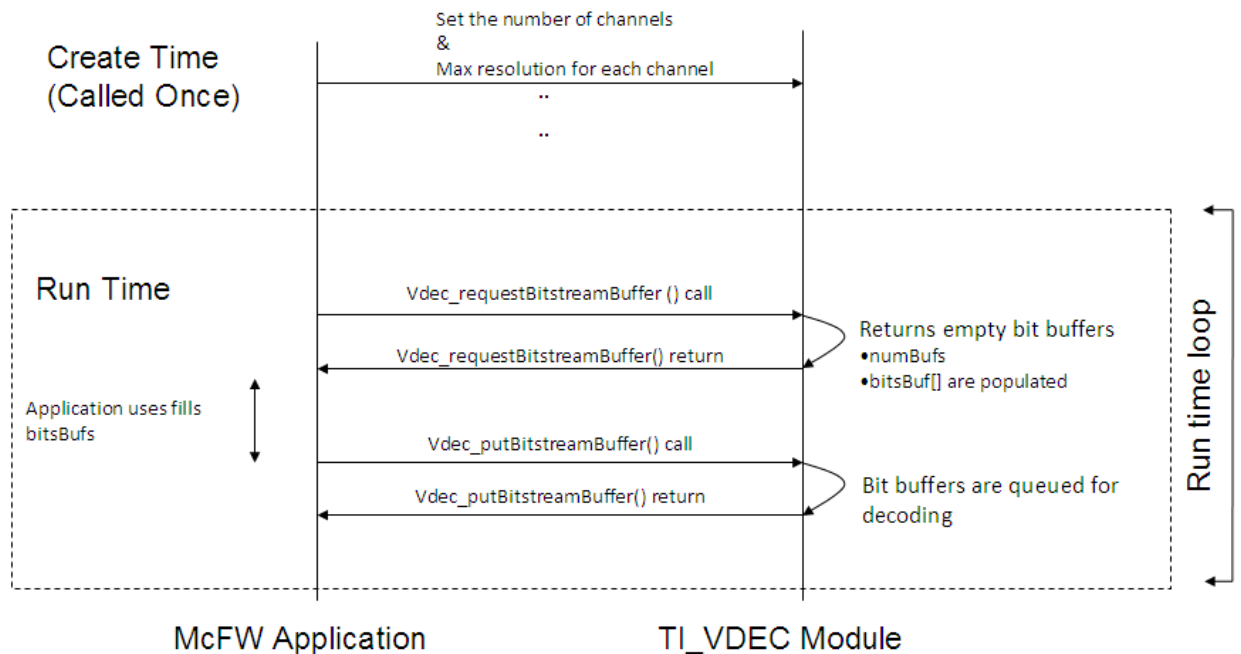 Set the number of channels
&
Max resolution for each channel
..
..
Create Time
(Called Once)
Run Time
Vdec_requestBitstreamBuffer () call
Vdec_requestBitstreamBuffer() return
Returns empty bit buffers
•numBufs
•bitsBuf[] are populated
Application uses fills
bitsBufs
Vdec_putBitstreamBuffer() call
Vdec_putBitstreamBuffer() return
Bit buffers are queued for
decoding
Run time loop
McFW Application
TI_VDEC Module